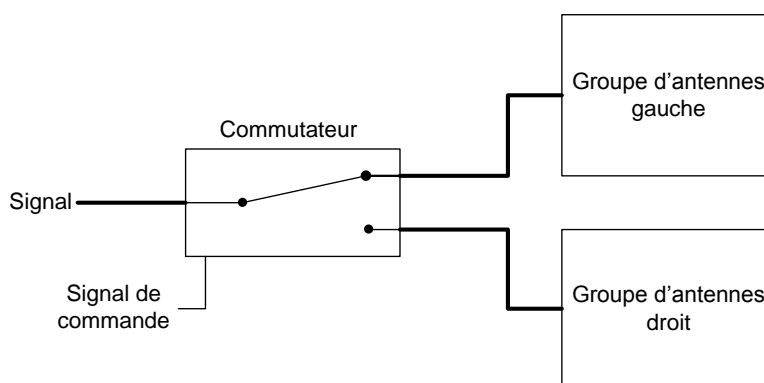 Groupe d’antennes
gauche
Commutateur
Signal
Signal de
commande
Groupe d’antennes
droit